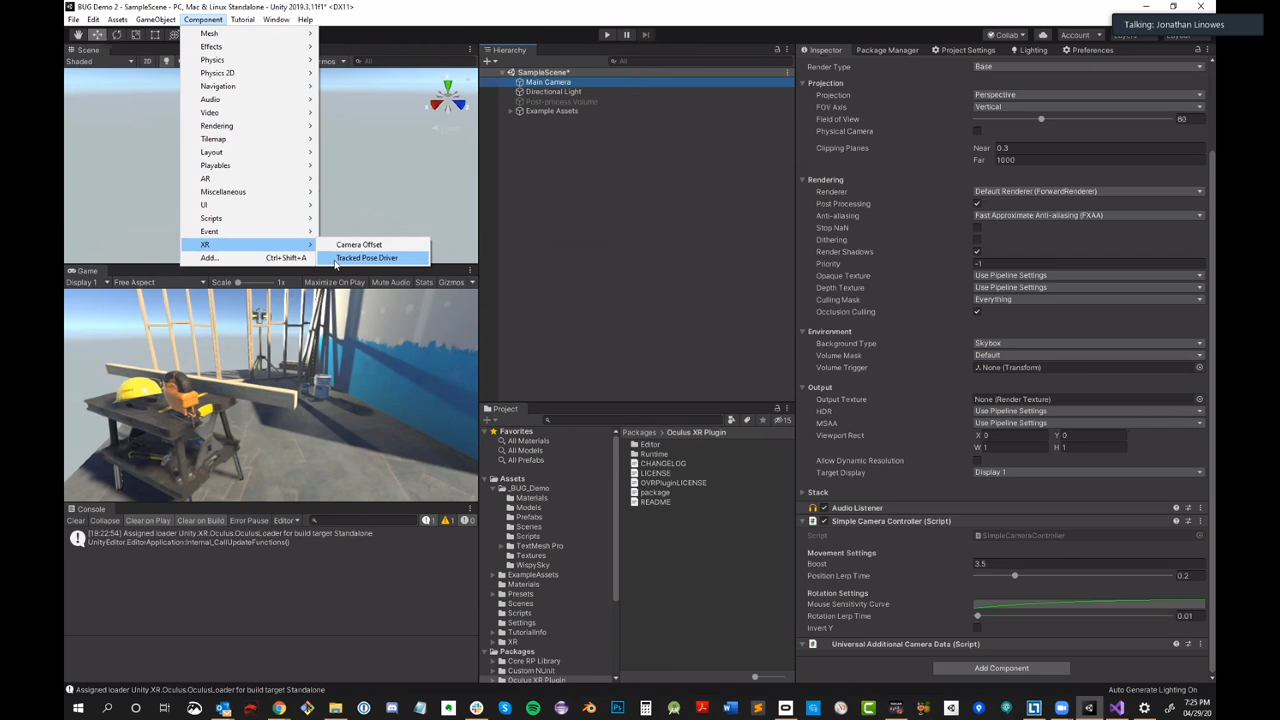 BUG Demo 2 - SampleScene - PC, Mac & Linux Standalone - Unity 2019.3.11f1* <DX11>
Talking: Jonathan Linowes
File Edit Assets GameObject Component Tutorial Window Help
Collab Account Layers
Mesh
Effects
Physics
Physics 2D
Navigation
Audio
Video
Rendering
Tilemap
Layout
Playables
AR
Miscellaneous
UI
Scripts
Event
XR
Add... Ctrl+Shift+A
Camera Offset
Tracked Pose Driver
Scene
Shaded 2D All
Game
Display 1 Free Aspect Scale 1x Maximize On Play Mute Audio Stats Gizmos
Console
Clear Collapse Clear on Play Clear on Build Error Pause Editor 1 1 0
[19:22:54] Assigned loader Unity.XR.Oculus.OculusLoader for build target Standalone
UnityEditor.EditorApplication:Internal_CallUpdateFunctions()
Hierarchy
All
SampleScene*
Main Camera
Directional Light
Post-process Volume
Example Assets
Project
15
Favorites
All Materials
All Models
All Prefabs
Assets
_BUG_Demo
Materials
Models
Prefabs
Scenes
Scripts
TextMesh Pro
Textures
WispySky
ExampleAssets
Materials
Presets
Scenes
Scripts
Settings
TutorialInfo
XR
Packages
Core RP Library
Custom NUnit
Oculus XR Plugin
Packages > Oculus XR Plugin
Editor
Runtime
CHANGELOG
LICENSE
OVRPluginLICENSE
package
README
Inspector Package Manager Project Settings Lighting Preferences
Render Type Base
Projection
Projection Perspective
FOV Axis Vertical
Field of View 60
Physical Camera
Clipping Planes Near 0.3
Far 1000
Rendering
Renderer Default Renderer (ForwardRenderer)
Post Processing
Anti-aliasing Fast Approximate Anti-aliasing (FXAA)
Stop NaN
Dithering
Render Shadows
Priority -1
Opaque Texture Use Pipeline Settings
Depth Texture Use Pipeline Settings
Culling Mask Everything
Occlusion Culling
Environment
Background Type Skybox
Volume Mask Default
Volume Trigger None (Transform)
Output
Output Texture None (Render Texture)
HDR Use Pipeline Settings
MSAA Use Pipeline Settings
Viewport Rect X 0 Y 0
W 1 H 1
Allow Dynamic Resolution
Target Display Display 1
Stack
Audio Listener
Simple Camera Controller (Script)
Script SimpleCameraController
Movement Settings
Boost 3.5
Position Lerp Time 0.2
Rotation Settings
Mouse Sensitivity Curve
Rotation Lerp Time 0.01
Invert Y
Universal Additional Camera Data (Script)
Add Component
Assigned loader Unity.XR.Oculus.OculusLoader for build target Standalone
Auto Generate Lighting On
7:25 PM
04/29/20